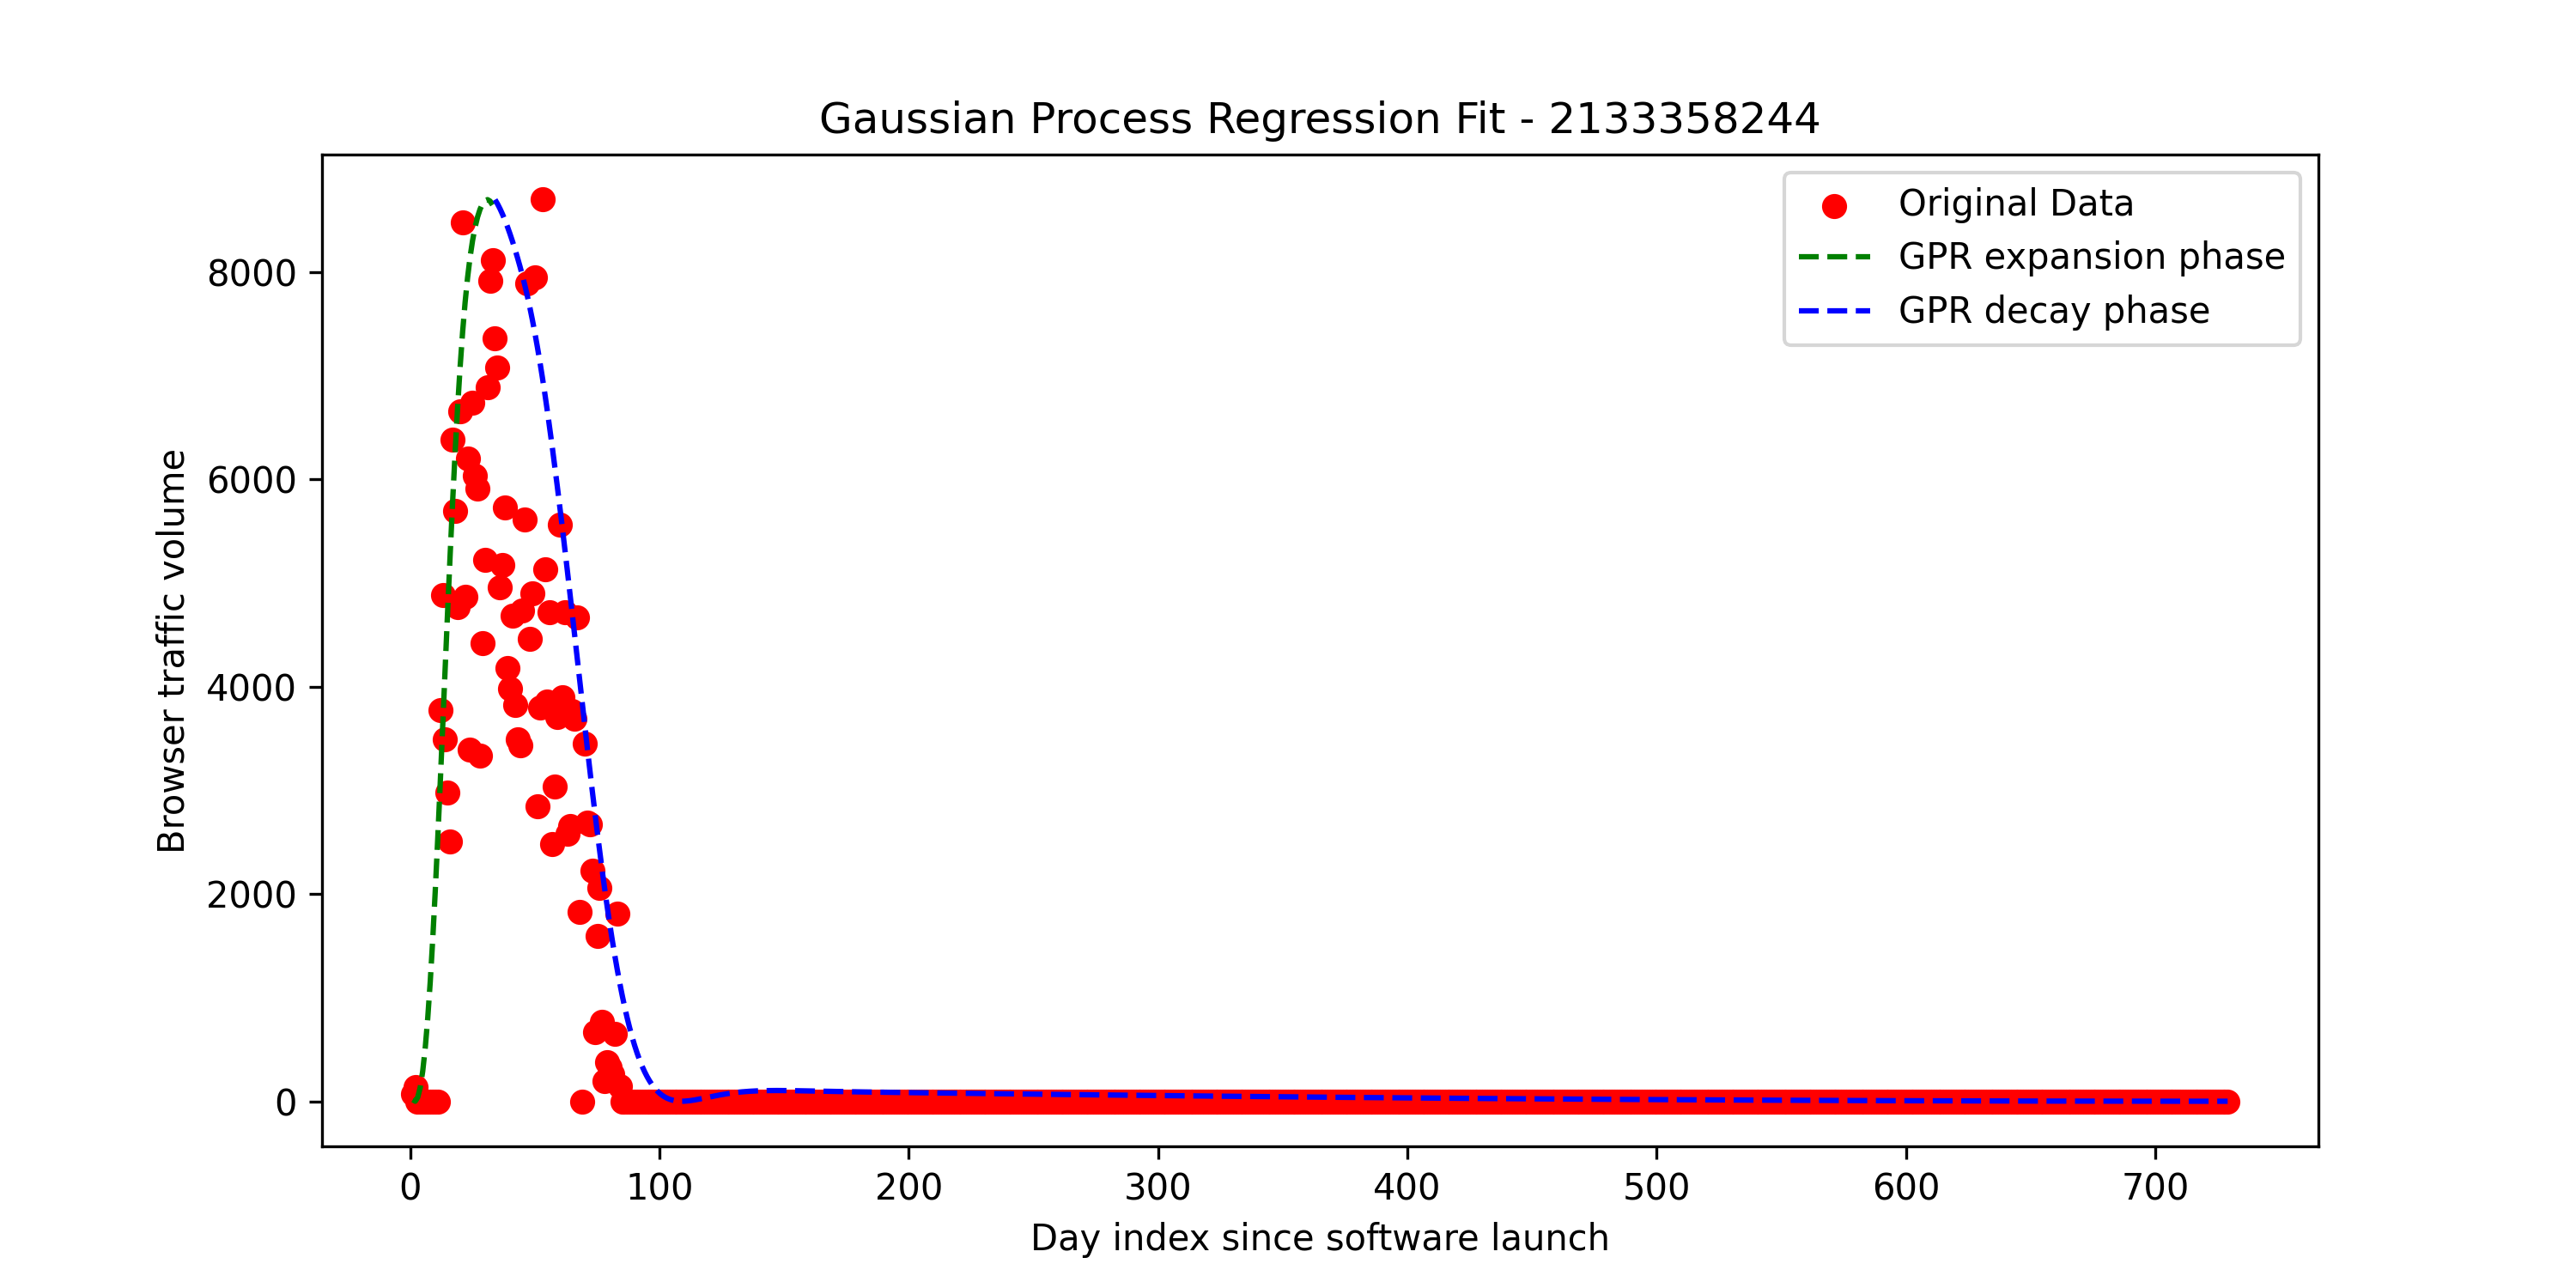 Gaussian Process Regression Fit - 2133358244
Original Data
GPR expansion phase
GPR decay phase
Browser traffic volume
8000
6000
4000
2000
0
0 100 200 300 400 500 600 700
Day index since software launch